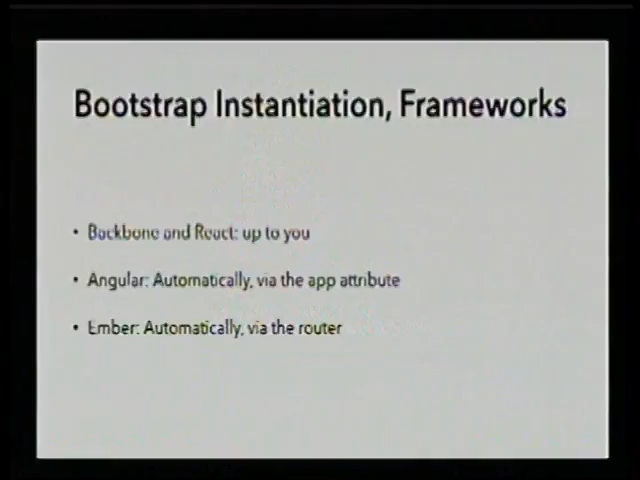 Bootstrap Instantiation, Frameworks
• Backbone and React: up to you
• Angular: Automatically, via the app attribute
• Ember: Automatically, via the router